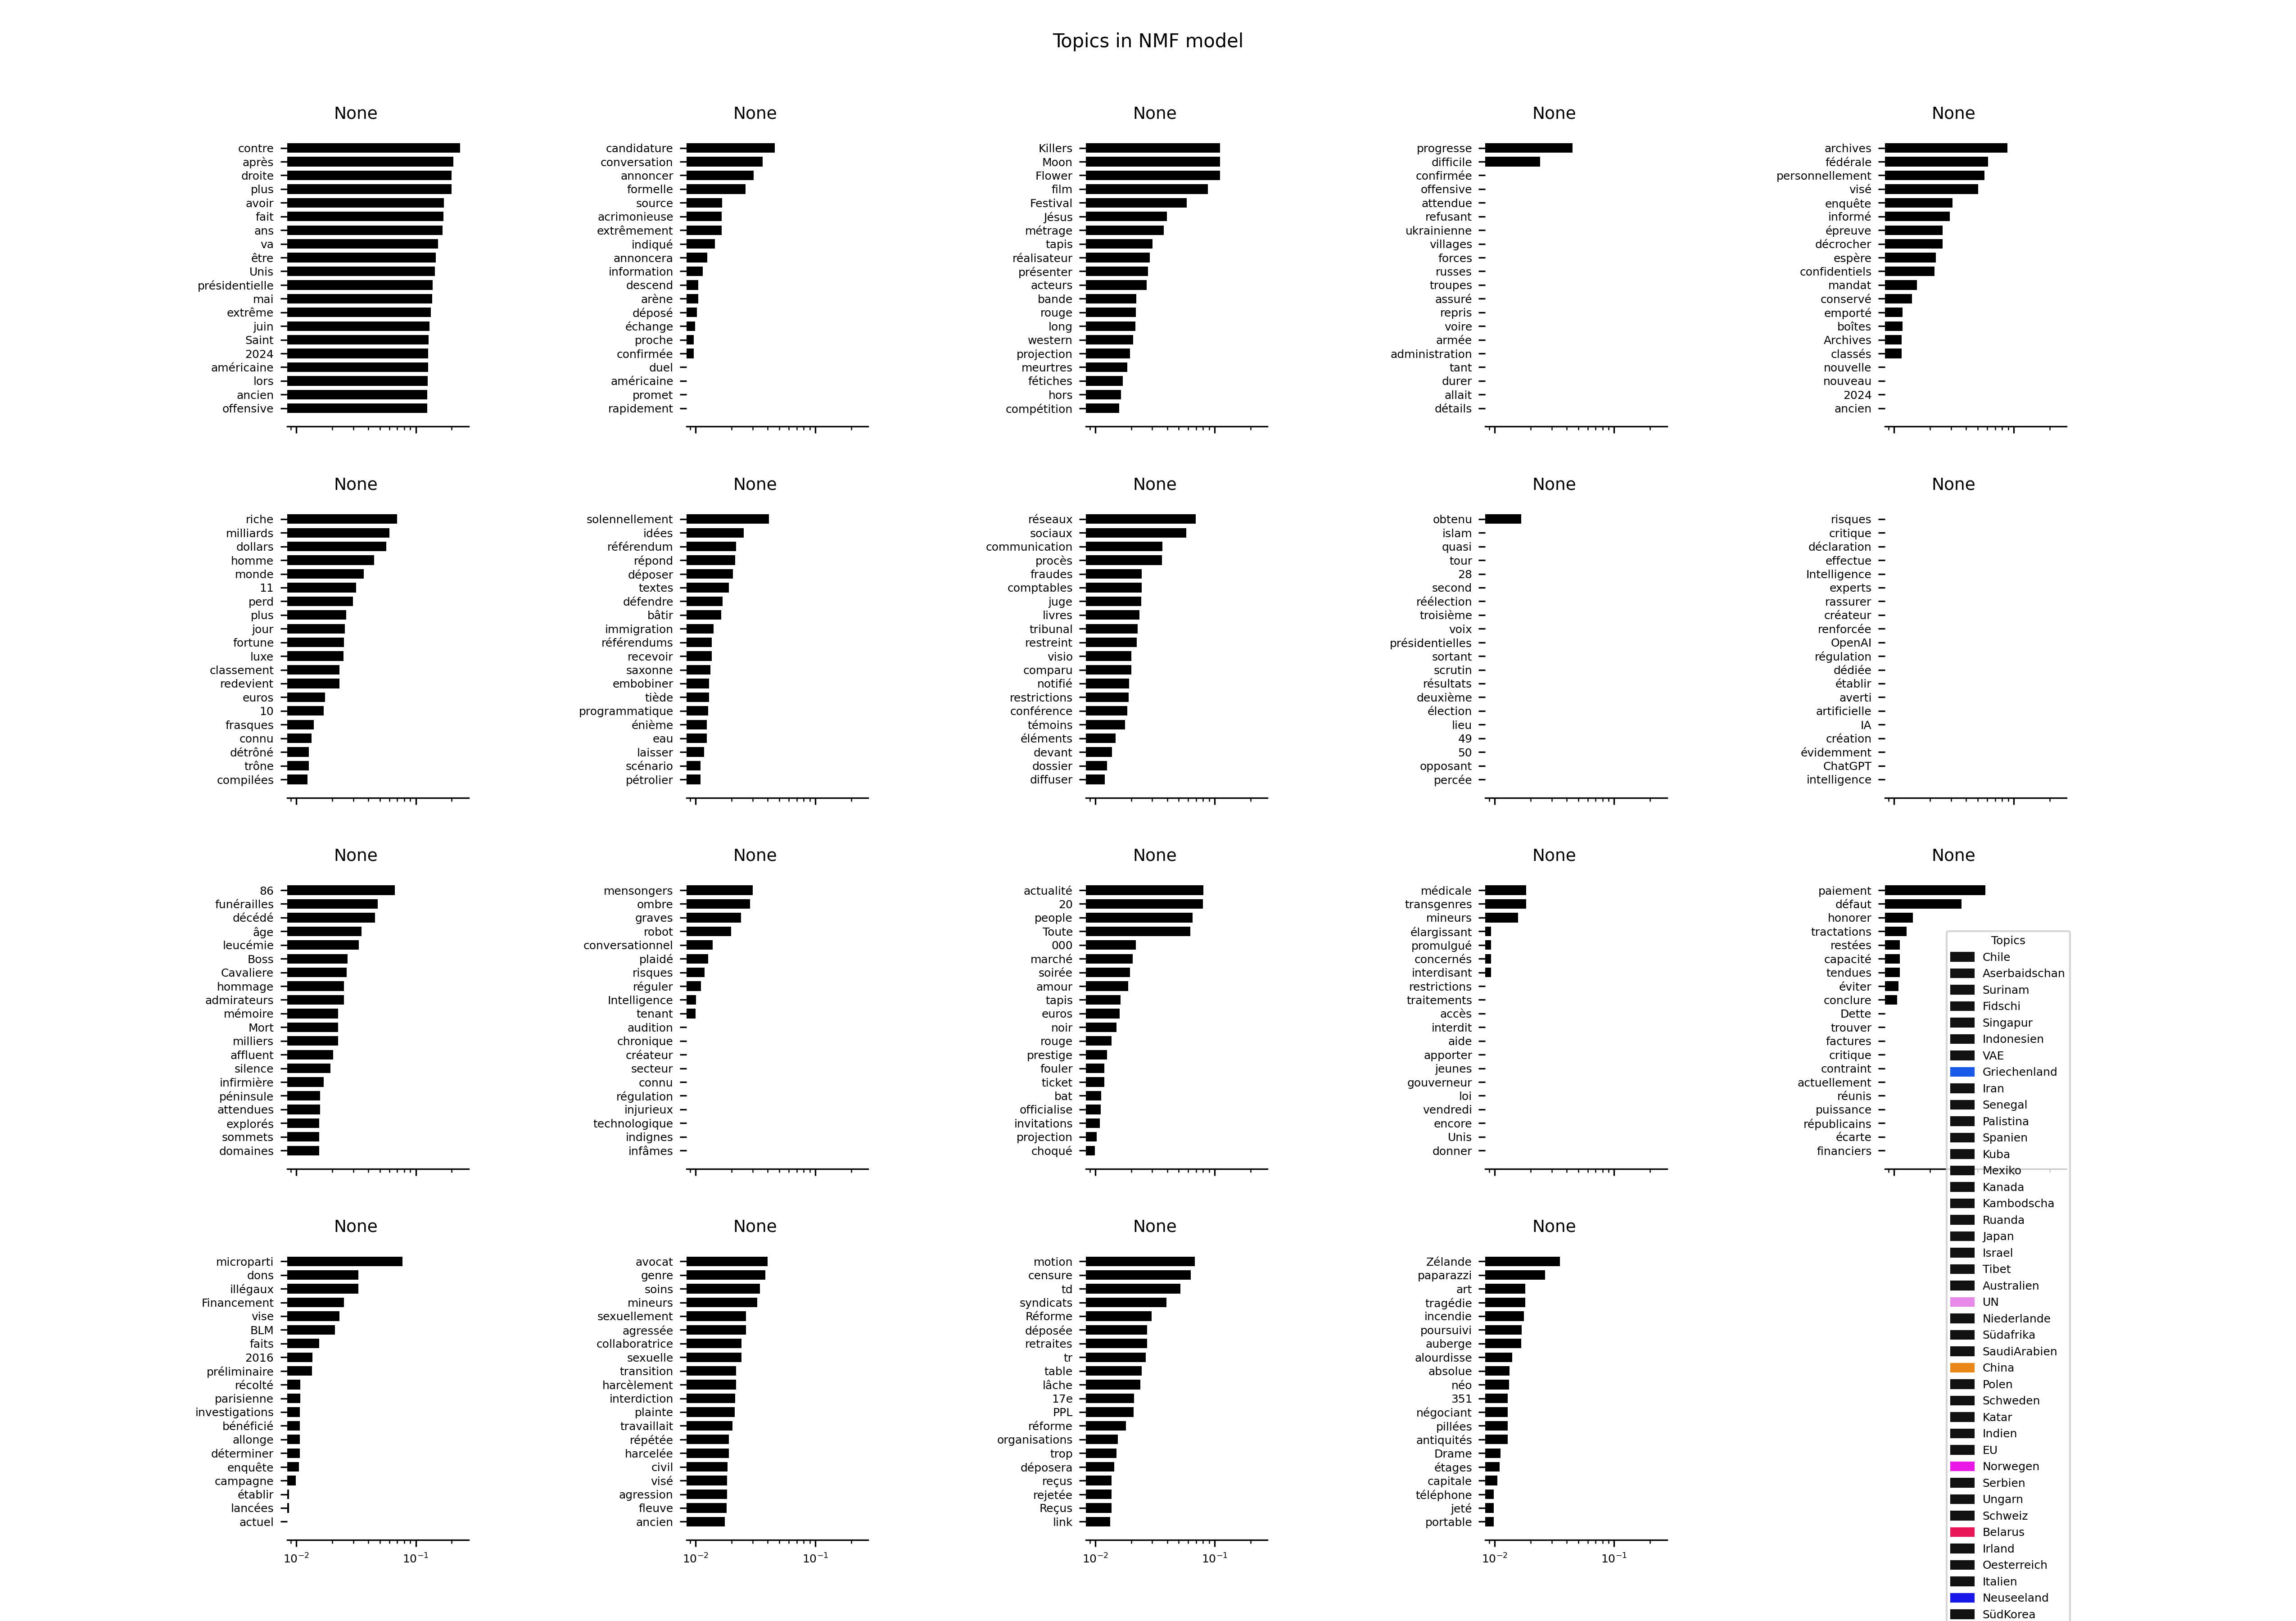 Topics in NMF model
None
contre
après
droite
plus
avoir
fait
ans
va
être
Unis
présidentielle
mai
extrême
juin
Saint
2024
américaine
lors
ancien
offensive
None
candidature
conversation
annoncer
formelle
source
acrimonieuse
extrêmement
indiqué
annoncera
information
descend
arène
déposé
échange
proche
confirmée
duel
américaine
promet
rapidement
None
Killers
Moon
Flower
film
Festival
Jésus
métrage
tapis
réalisateur
présenter
acteurs
bande
rouge
long
western
projection
meurtres
fétiches
hors
compétition
None
progresse
difficile
confirmée
offensive
attendue
refusant
ukrainienne
villages
forces
russes
troupes
assuré
repris
voire
armée
administration
tant
durer
allait
détails
None
archives
fédérale
personnellement
visé
enquête
informé
épreuve
décrocher
espère
confidentiels
mandat
conservé
emporté
boîtes
Archives
classés
nouvelle
nouveau
2024
ancien
None
riche
milliards
dollars
homme
monde
11
perd
plus
jour
fortune
luxe
classement
redevient
euros
10
frasques
connu
détrôné
trône
compilées
None
solennellement
idées
référendum
répond
déposer
textes
défendre
bâtir
immigration
référendums
recevoir
saxonne
embobiner
tiède
programmatique
énième
eau
laisser
scénario
pétrolier
None
réseaux
sociaux
communication
procès
fraudes
comptables
juge
livres
tribunal
restreint
visio
comparu
notifié
restrictions
conférence
témoins
éléments
devant
dossier
diffuser
None
obtenu
islam
quasi
tour
28
second
réélection
troisième
voix
présidentielles
sortant
scrutin
résultats
deuxième
élection
lieu
49
50
opposant
percée
None
risques
critique
déclaration
effectue
Intelligence
experts
rassurer
créateur
renforcée
OpenAI
régulation
dédiée
établir
averti
artificielle
IA
création
évidemment
ChatGPT
intelligence
None
86
funérailles
décédé
âge
leucémie
Boss
Cavaliere
hommage
admirateurs
mémoire
Mort
milliers
affluent
silence
infirmière
péninsule
attendues
explorés
sommets
domaines
None
mensongers
ombre
graves
robot
conversationnel
plaidé
risques
réguler
Intelligence
tenant
audition
chronique
créateur
secteur
connu
régulation
injurieux
technologique
indignes
infâmes
None
actualité
20
people
Toute
000
marché
soirée
amour
tapis
euros
noir
rouge
prestige
fouler
ticket
bat
officialise
invitations
projection
choqué
None
médicale
transgenres
mineurs
élargissant
promulgué
concernés
interdisant
restrictions
traitements
accès
interdit
aide
apporter
jeunes
gouverneur
loi
vendredi
encore
Unis
donner
None
paiement
défaut
honorer
tractations
restées
capacité
tendues
éviter
conclure
Dette
trouver
factures
critique
contraint
actuellement
réunis
puissance
républicains
écarte
financiers
None
microparti
dons
illégaux
Financement
vise
BLM
faits
2016
préliminaire
récolté
parisienne
investigations
bénéficié
allonge
déterminer
enquête
campagne
établir
lancées
actuel
10⁻² 10⁻¹
None
avocat
genre
soins
mineurs
sexuellement
agressée
collaboratrice
sexuelle
transition
harcèlement
interdiction
plainte
travaillait
répétée
harcelée
civil
visé
agression
fleuve
ancien
10⁻² 10⁻¹
None
motion
censure
td
syndicats
Réforme
déposée
retraites
tr
table
lâche
17e
PPL
réforme
organisations
trop
déposera
reçus
rejetée
Reçus
link
10⁻² 10⁻¹
None
Zélande
paparazzi
art
tragédie
incendie
poursuivi
auberge
alourdisse
absolue
néo
351
négociant
pillées
antiquités
Drame
étages
capitale
téléphone
jeté
portable
10⁻² 10⁻¹
Topics
Chile
Aserbaidschan
Surinam
Fidschi
Singapur
Indonesien
VAE
Griechenland
Iran
Senegal
Palistina
Spanien
Kuba
Mexiko
Kanada
Kambodscha
Ruanda
Japan
Israel
Tibet
Australien
UN
Niederlande
Südafrika
SaudiArabien
China
Polen
Schweden
Katar
Indien
EU
Norwegen
Serbien
Ungarn
Schweiz
Belarus
Irland
Oesterreich
Italien
Neuseeland
SüdKorea